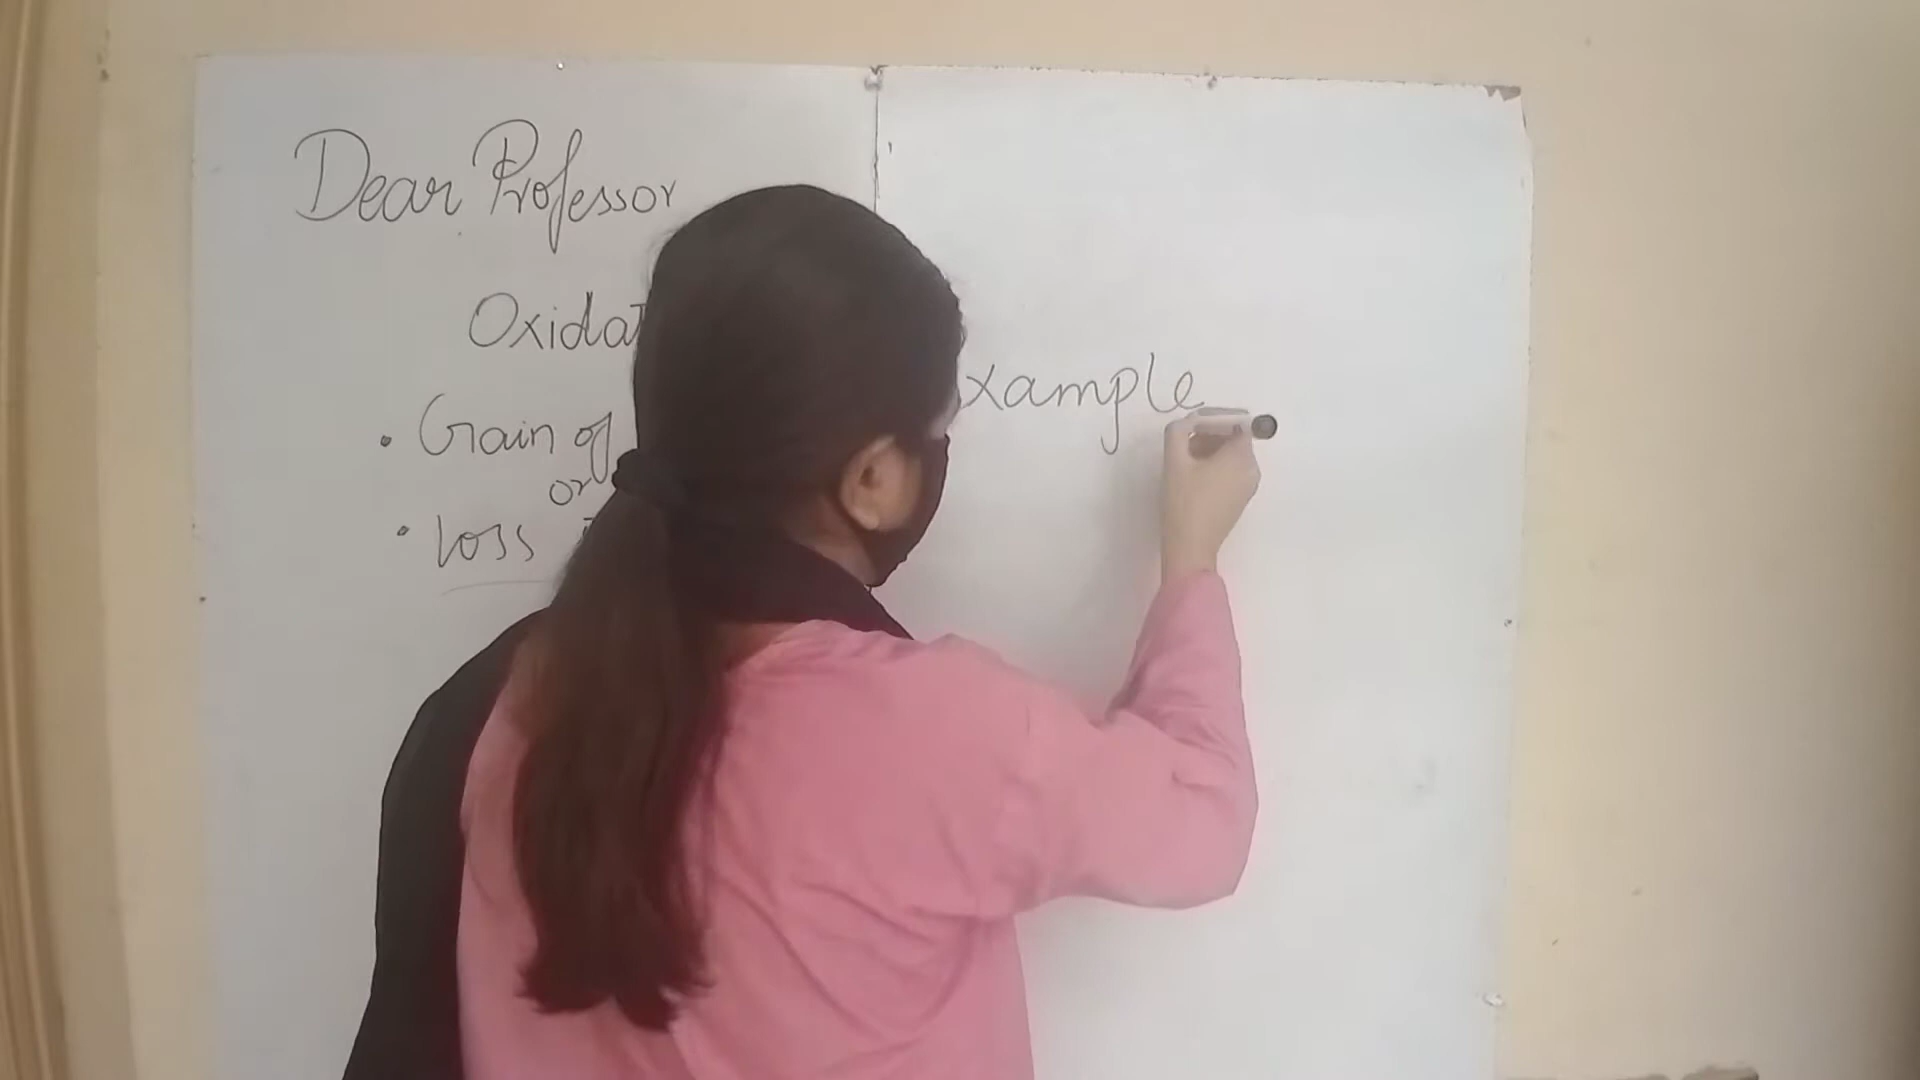 Dear Professor
Oxidat
• Gain of
or
• loss
xample